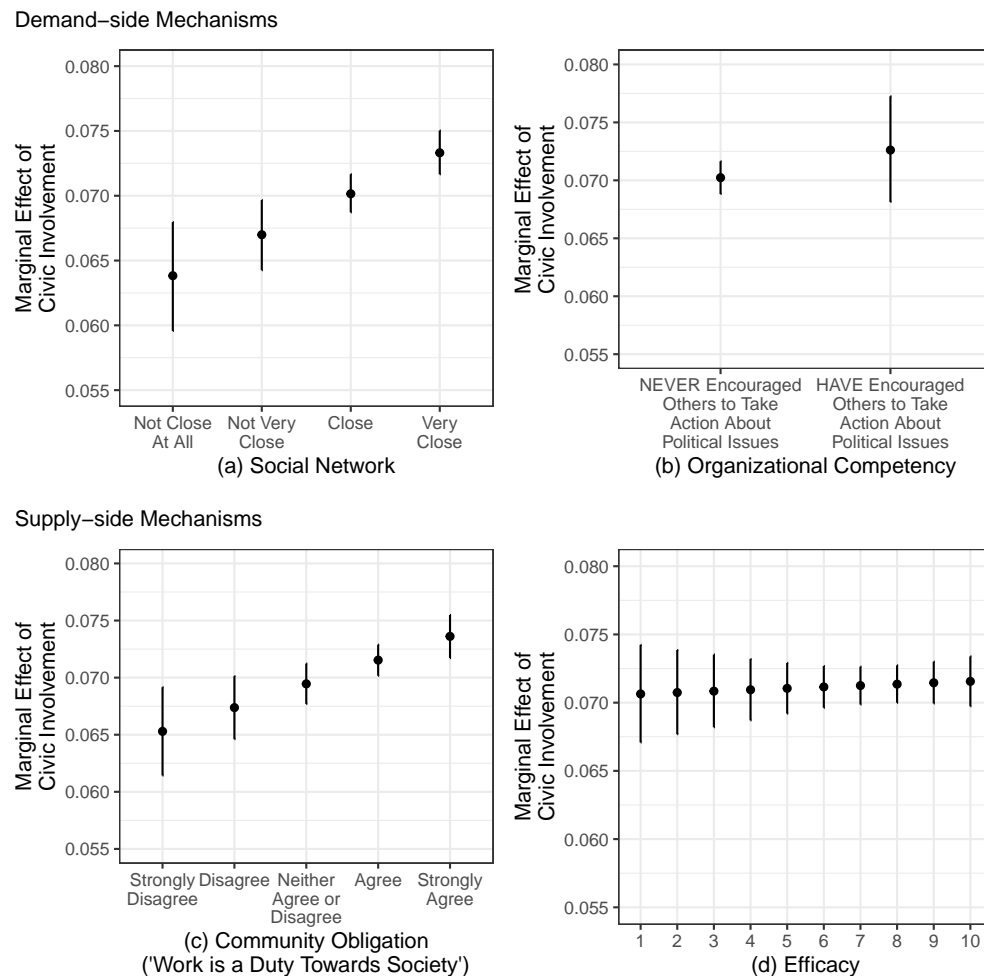 Demand−side Mechanisms
Marginal Effect of
Civic Involvement
0.080
0.075
0.070
0.065
0.060
0.055
Not Close
At All
Not Very
Close
Close
Very
Close
(a) Social Network
Marginal Effect of
Civic Involvement
0.080
0.075
0.070
0.065
0.060
0.055
NEVER Encouraged
Others to Take
Action About
Political Issues
HAVE Encouraged
Others to Take
Action About
Political Issues
(b) Organizational Competency
Supply−side Mechanisms
Marginal Effect of
Civic Involvement
0.080
0.075
0.070
0.065
0.060
0.055
Strongly
Disagree
Disagree
Neither
Agree or
Disagree
Agree
Strongly
Agree
(c) Community Obligation
('Work is a Duty Towards Society')
Marginal Effect of
Civic Involvement
0.080
0.075
0.070
0.065
0.060
0.055
1 2 3 4 5 6 7 8 9 10
(d) Efficacy